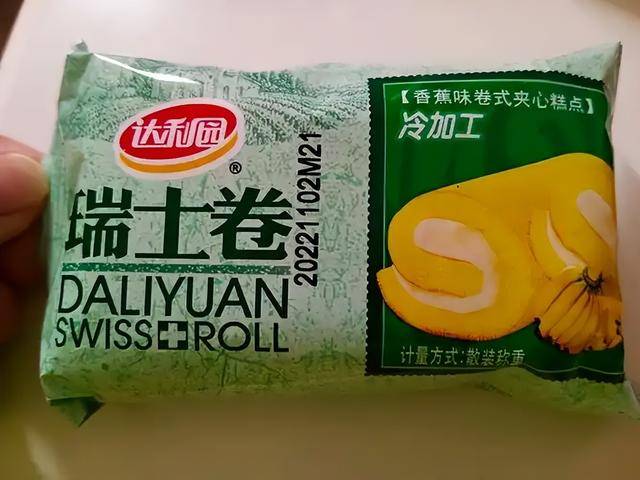 达利园
®
瑞士卷
DALIYUAN
SWISS ROLL
20221102M21
【香蕉味卷式夹心糕点】
冷加工
计量方式:散装称重